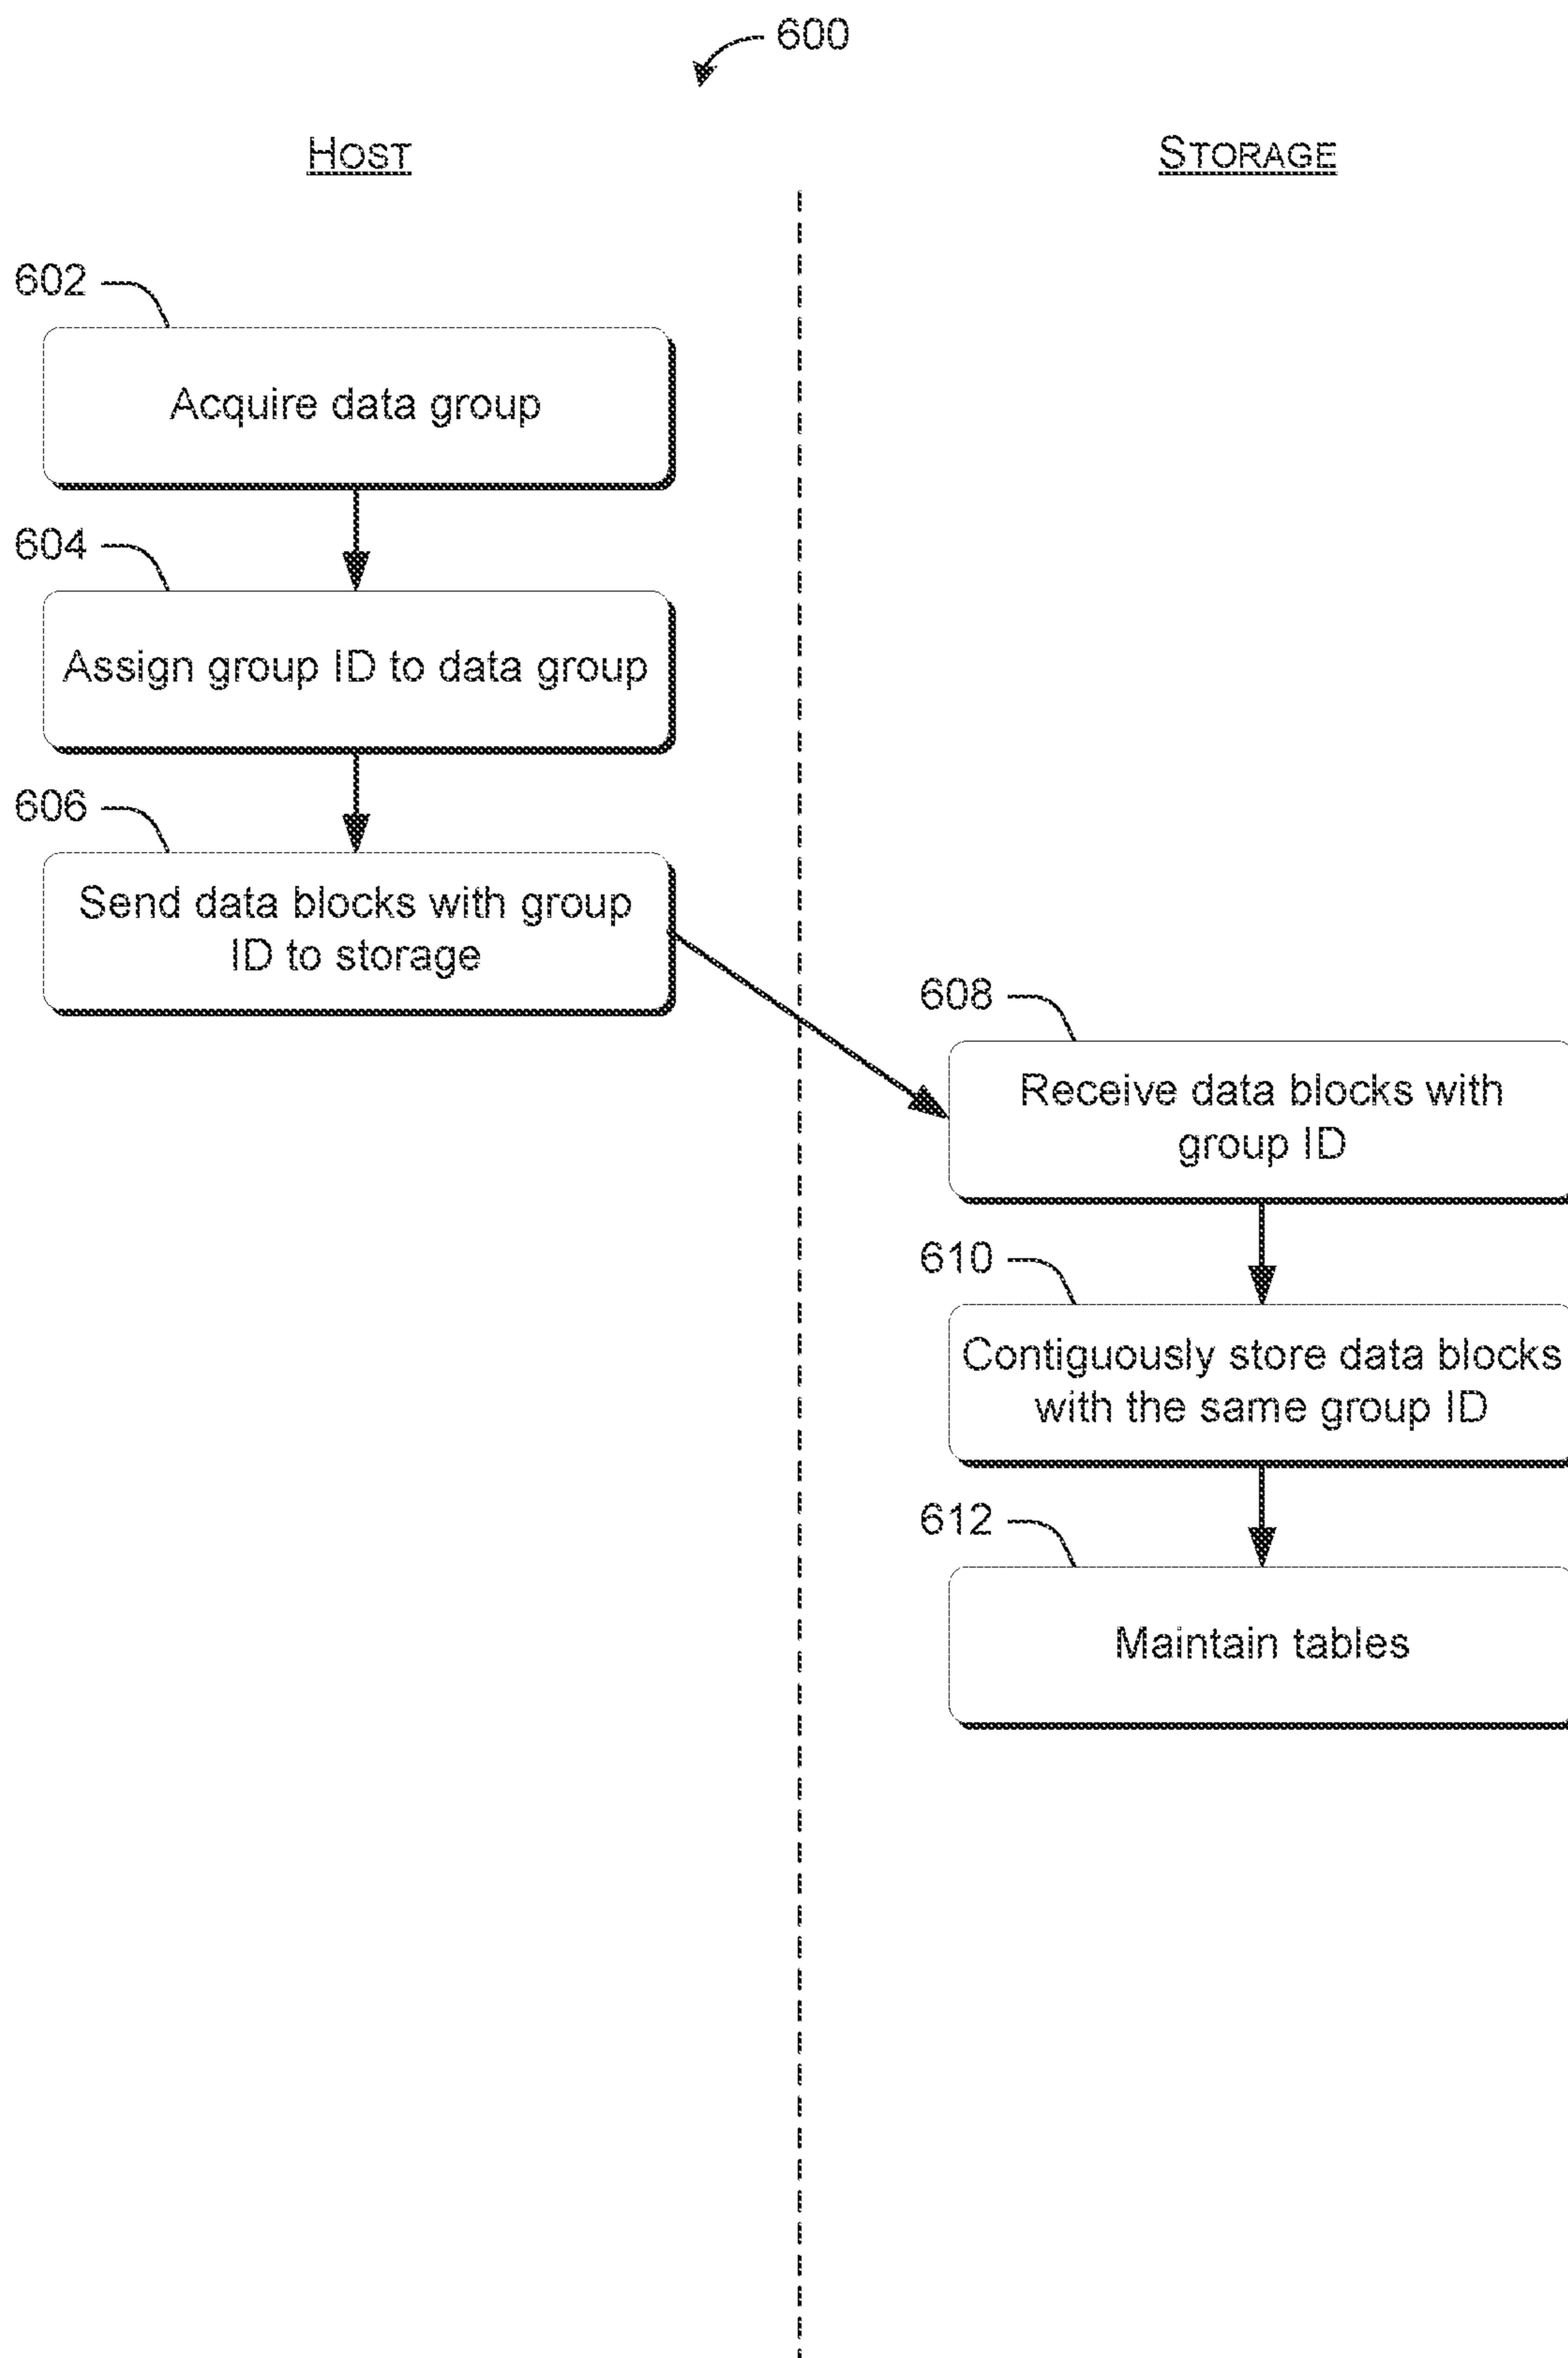 600
HOST
STORAGE
602
Acquire data group
604
Assign group ID to data group
606
Send data blocks with group
ID to storage
608
Receive data blocks with
group ID
610
Contiguously store data blocks
with the same group ID
612
Maintain tables